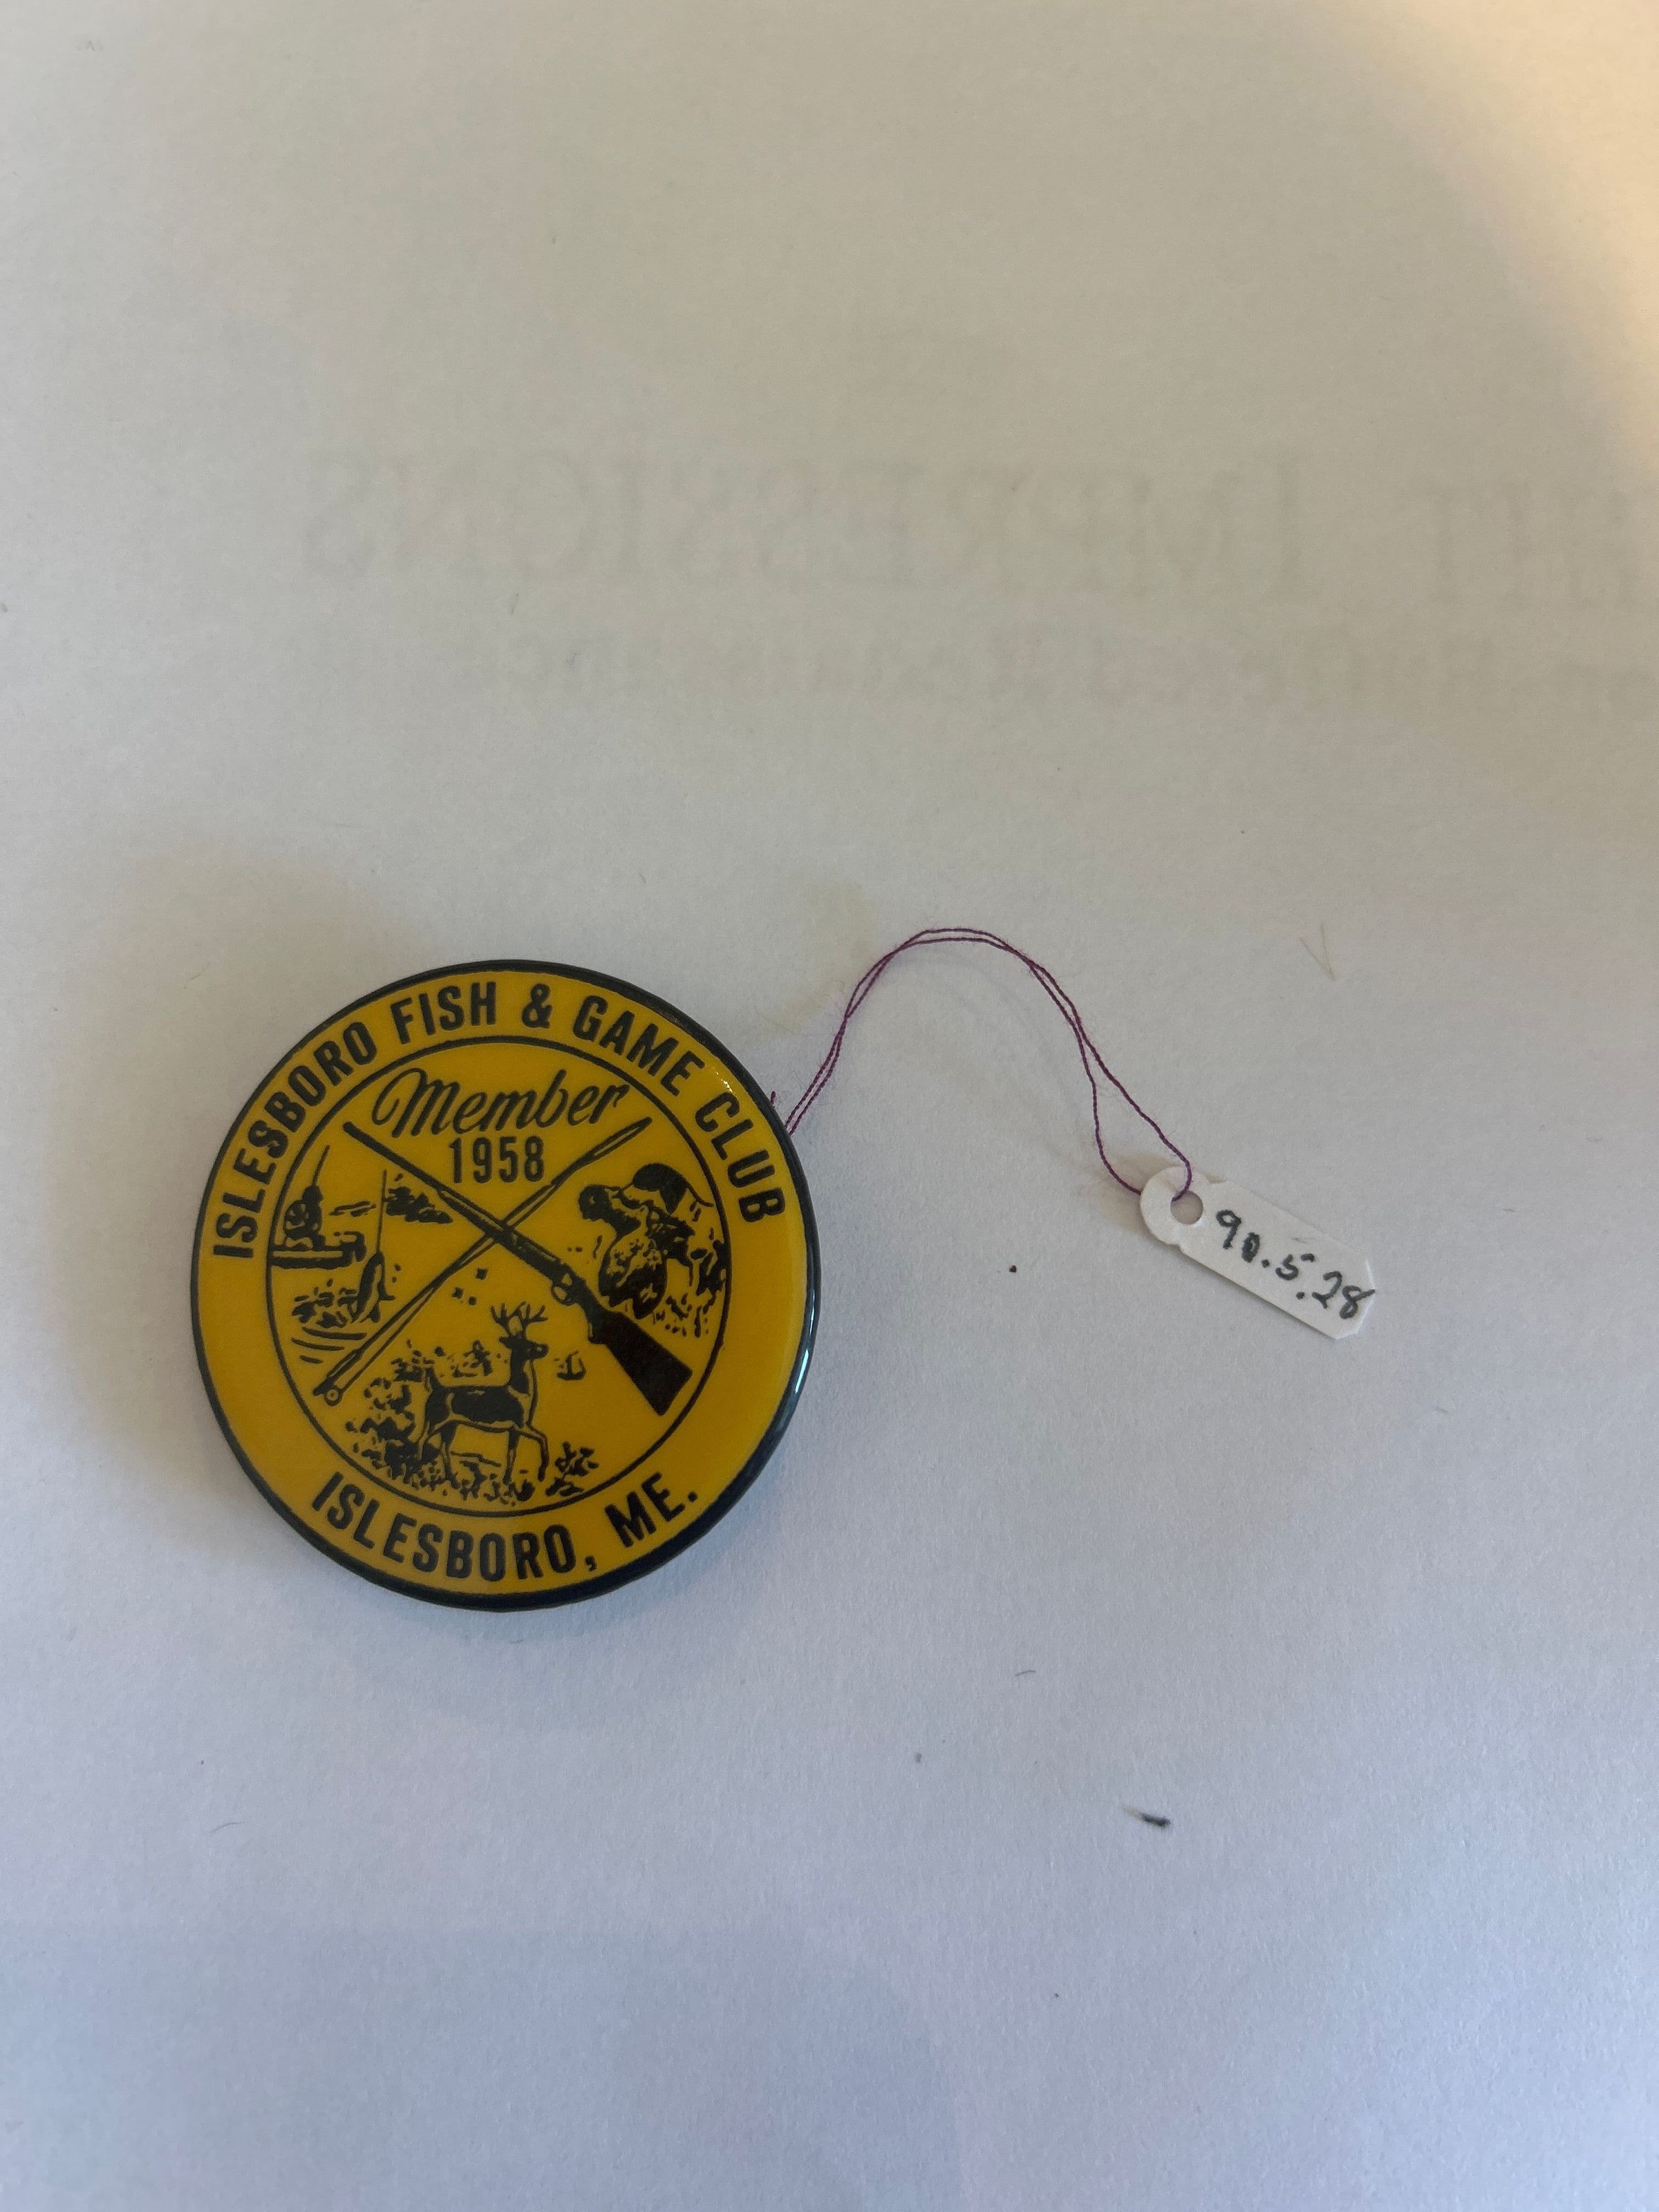 ISLESBORO FISH & GAME CLUB
Member
1958
ISLESBORO, ME.
90.5.28